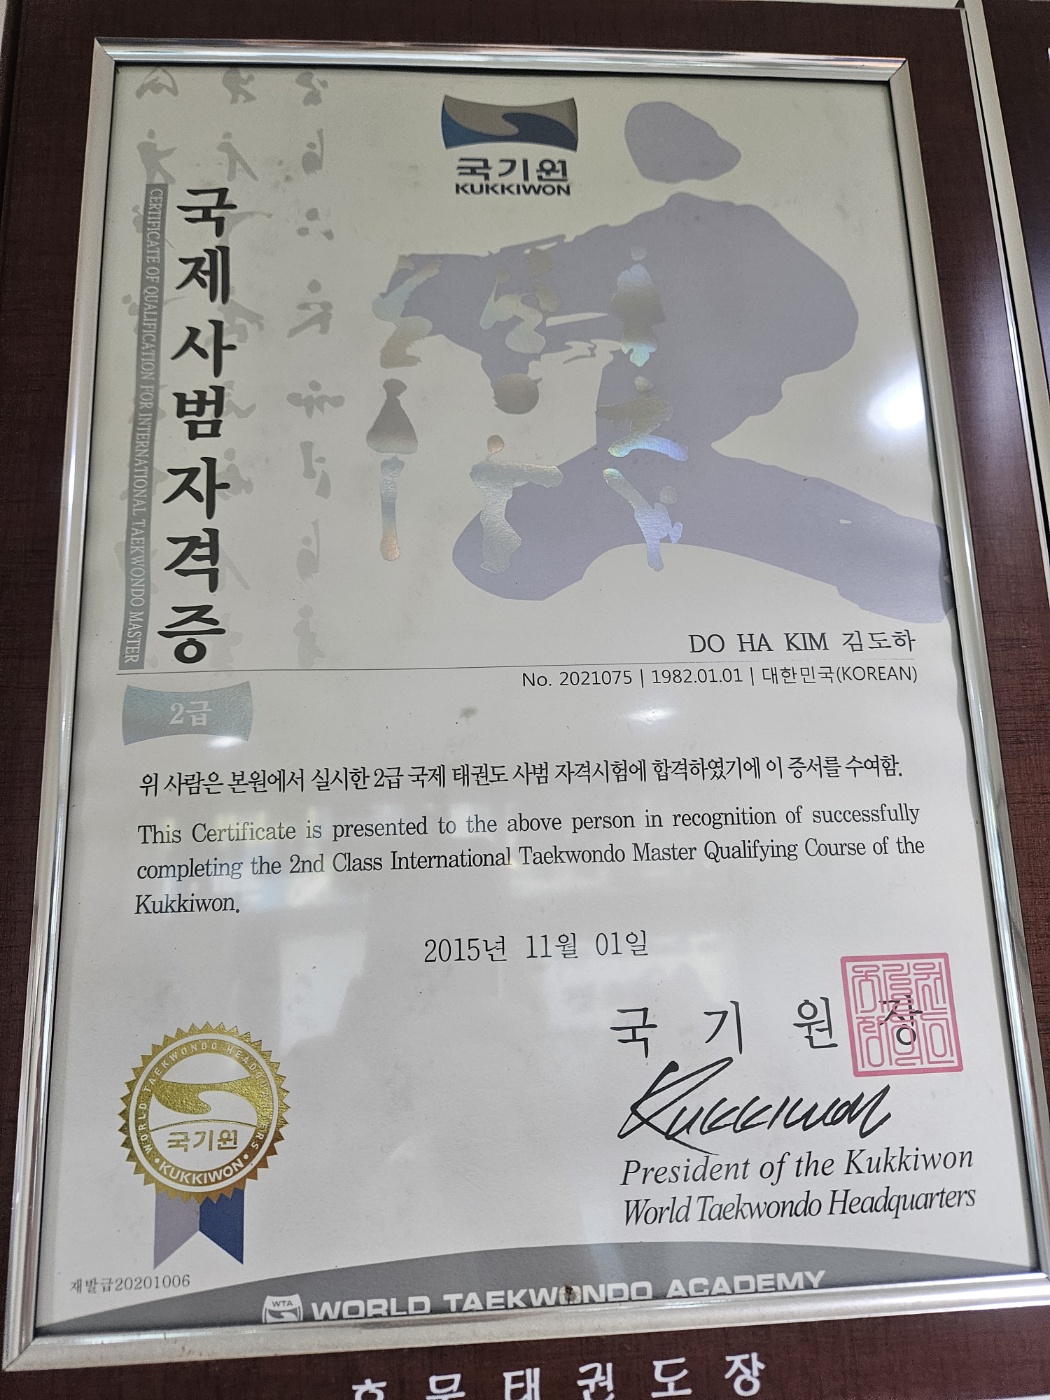 국기원
KUKKIWON
국제사범자격증
CERTIFICATE OF QUALIFICATION FOR INTERNATIONAL TAEKWONDO MASTER
DO HA KIM 김도하
No. 2021075 | 1982.01.01 | 대한민국(KOREAN)
2급
위 사람은 본원에서 실시한 2급 국제 태권도 사범 자격시험에 합격하였기에 이 증서를 수여함.
This Certificate is presented to the above person in recognition of successfully
completing the 2nd Class International Taekwondo Master Qualifying Course of the
Kukkiwon.
2015년 11월 01일
국 기 원 장
Kukkiwon
President of the Kukkiwon
World Taekwondo Headquarters
WORLD TAEKWONDO HEADQUARTERS
국기원
KUKKIWON
재발급20201006
WTA WORLD TAEKWONDO ACADEMY
태권도장